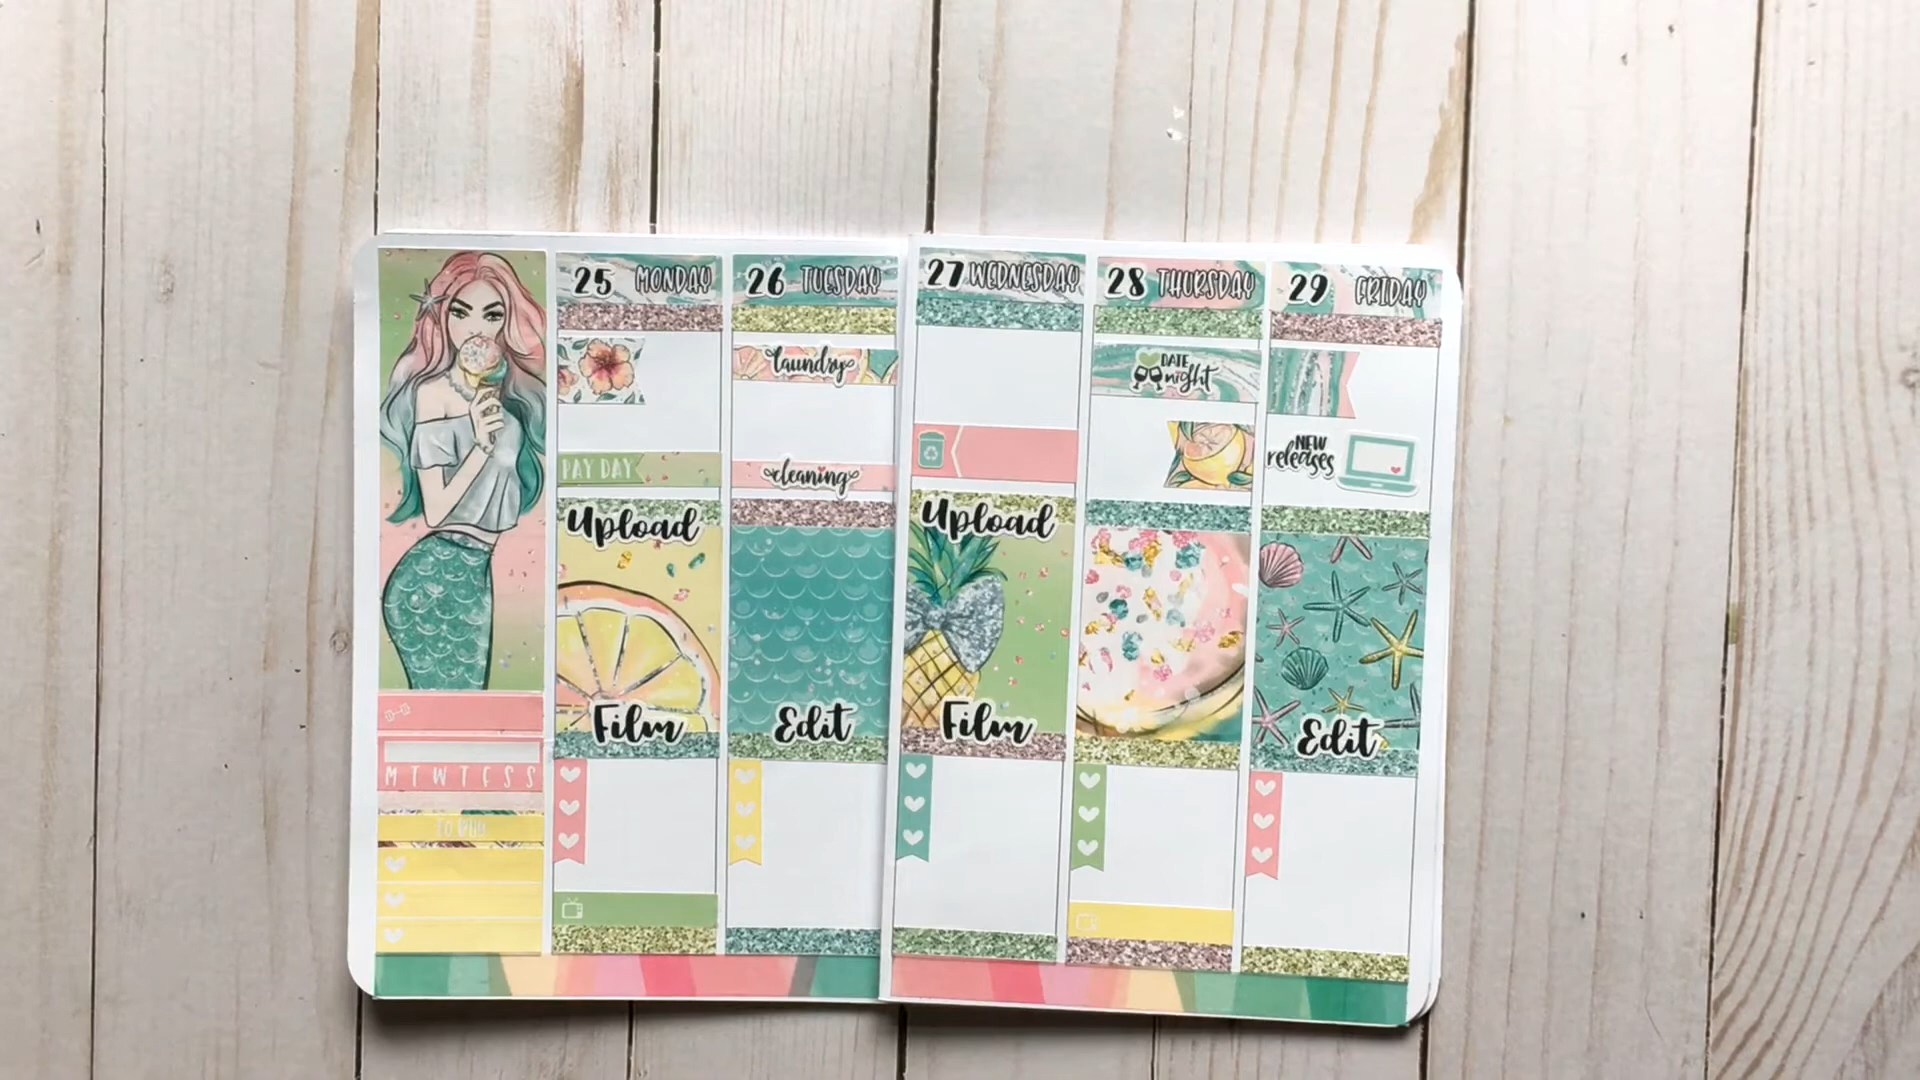 25 MONDAY
PAY DAY
Upload
Film
26 TUESDAY
laundry
cleaning
Edit
27 WEDNESDAY
Upload
Film
28 THURSDAY
DATE
night
29 FRIDAY
NEW
releases
Edit
M T W T F S S